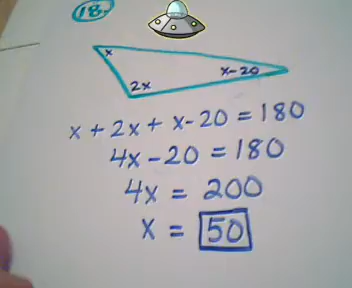 18.
x
2x
x-20
x + 2x + x-20 = 180
4x - 20 = 180
4x = 200
x = 50